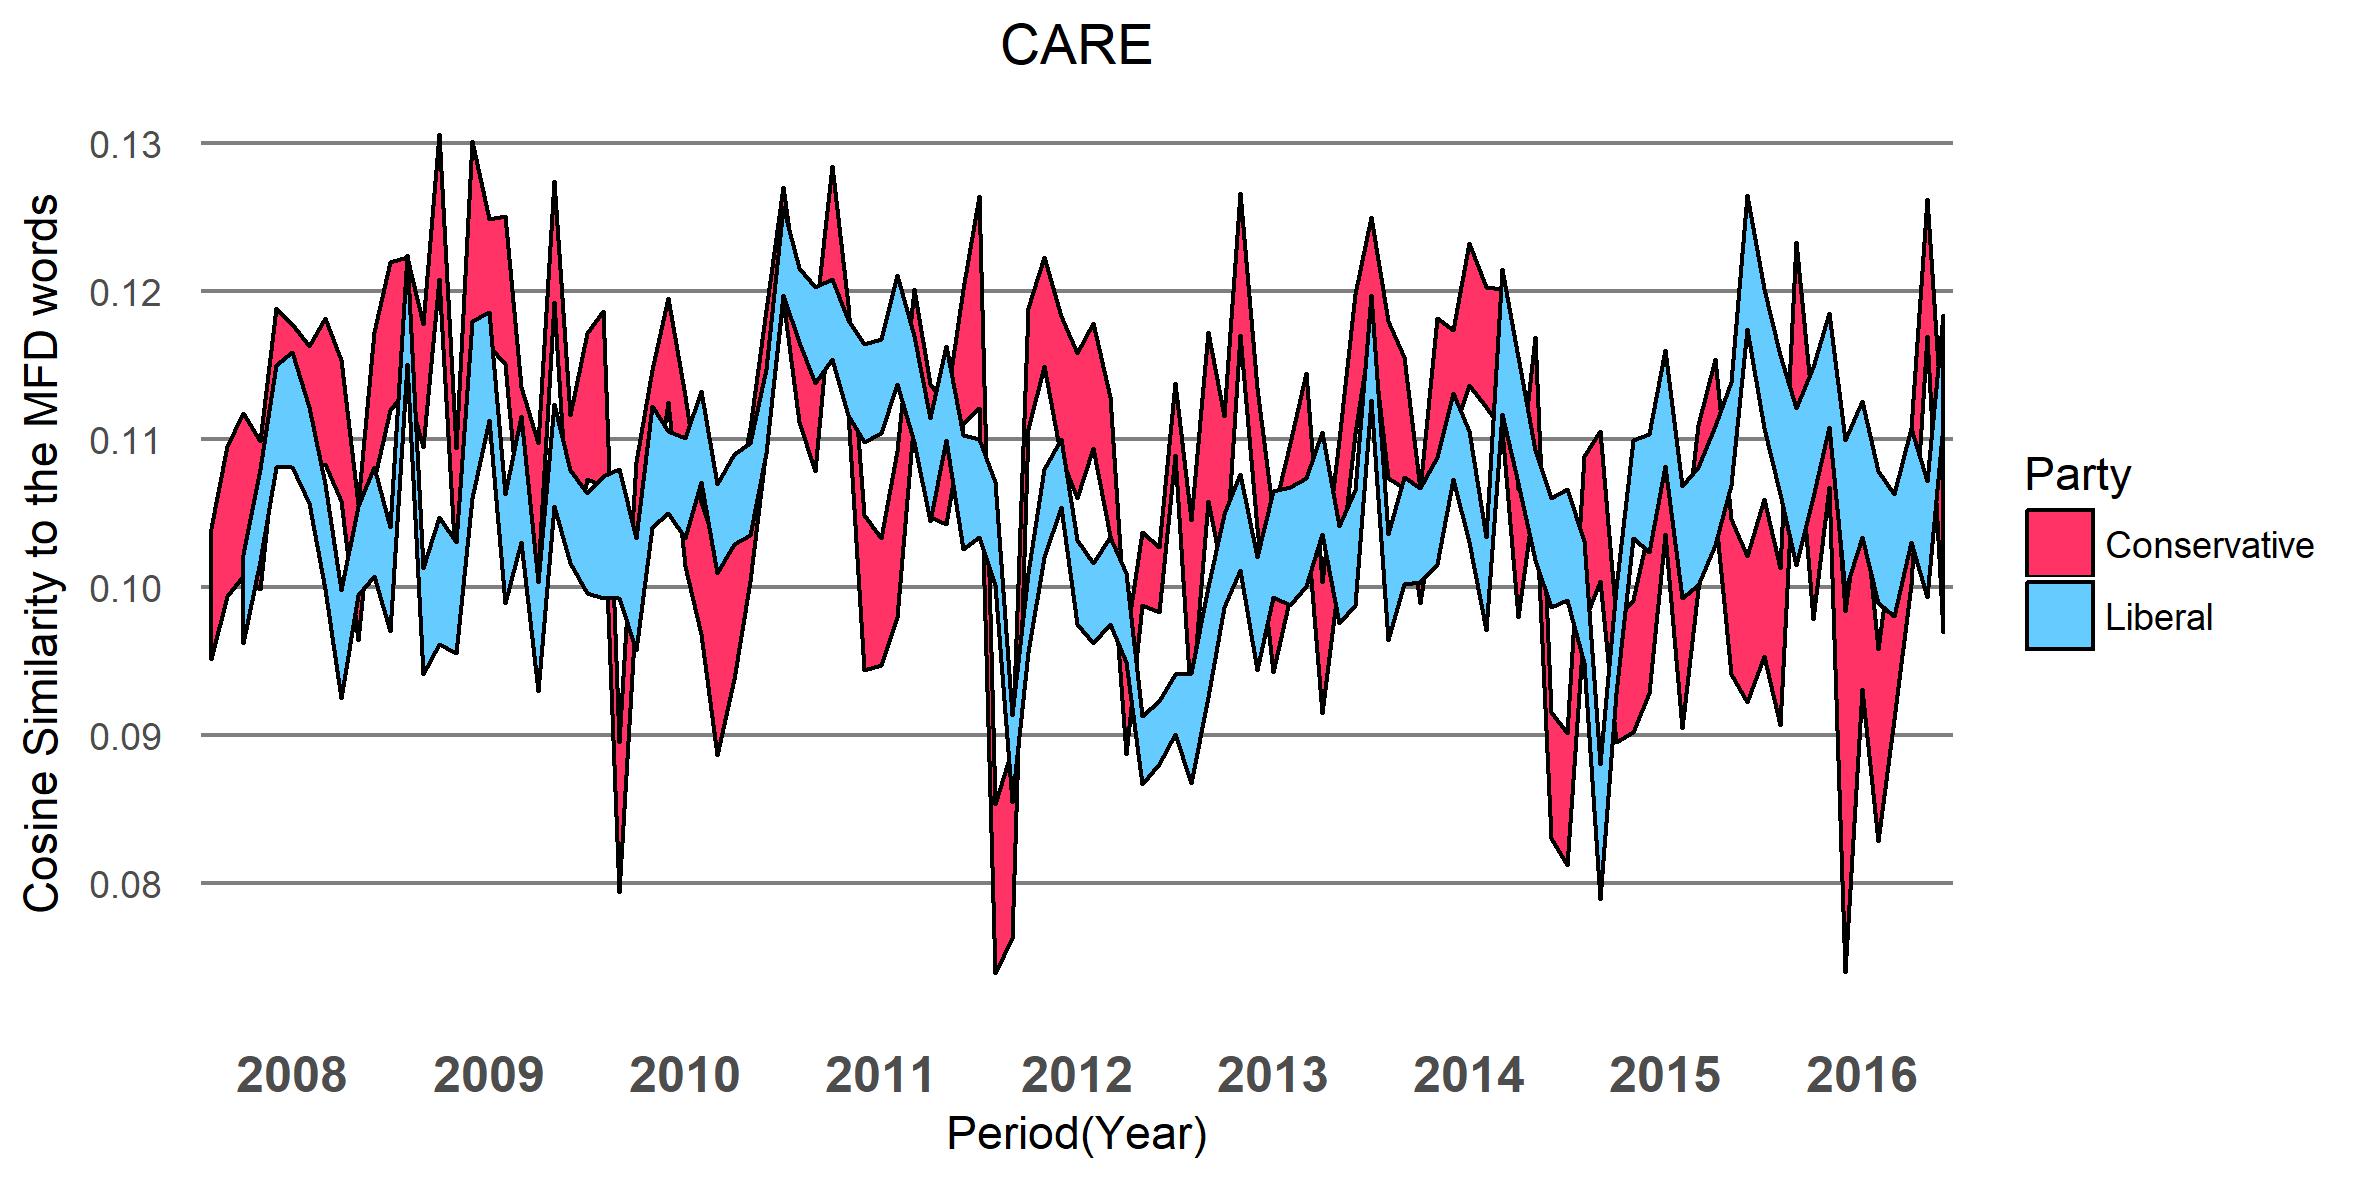 CARE
Cosine Similarity to the MFD words
0.13
0.12
0.11
0.10
0.09
0.08
2008 2009 2010 2011 2012 2013 2014 2015 2016
Period(Year)
Party
Conservative
Liberal